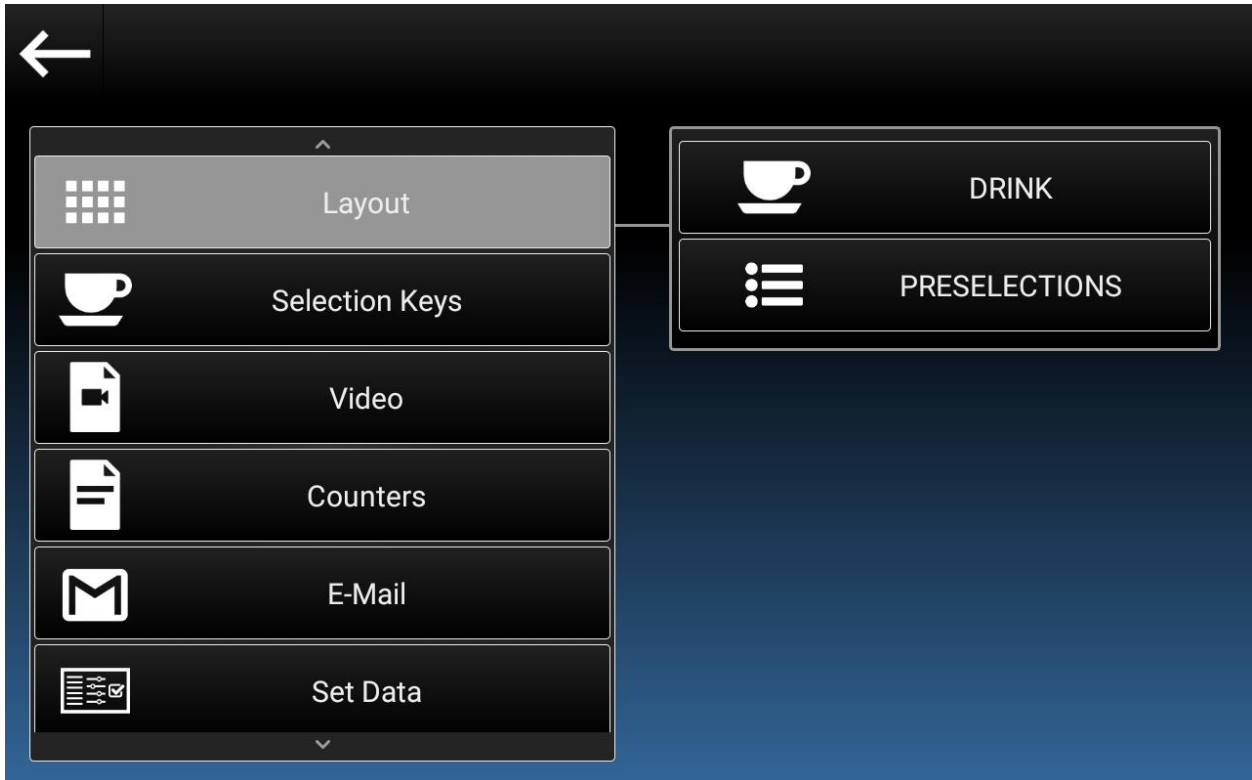 Layout
Selection Keys
Video
Counters
E-Mail
Set Data
DRINK
PRESELECTIONS